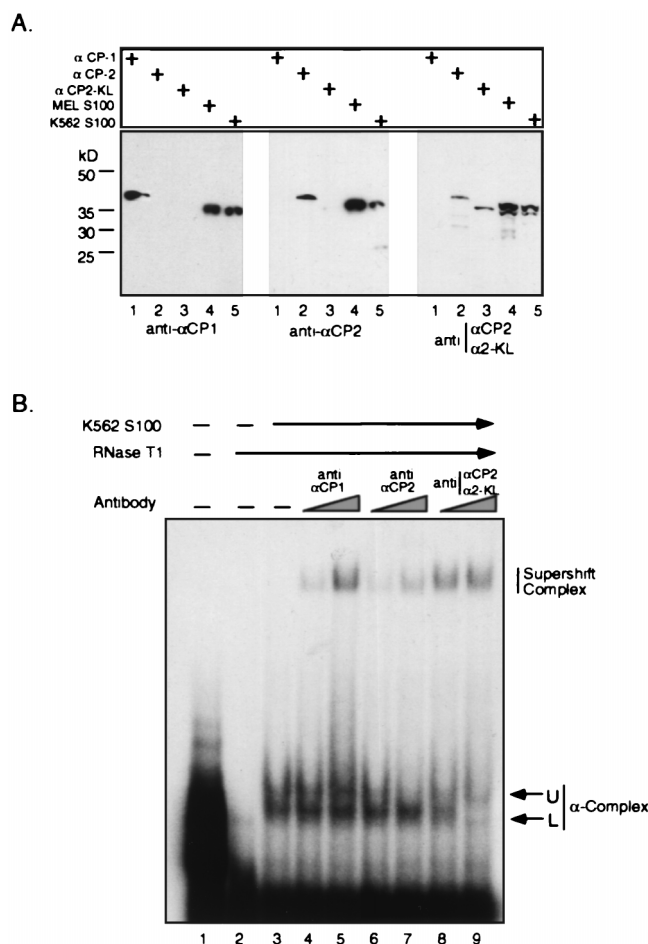 A.
α CP-1 + + +
α CP-2 + + +
α CP2-KL + + +
MEL S100 + + +
K562 S100 + + +
kD
50
35
30
25
1 2 3 4 5 1 2 3 4 5 1 2 3 4 5
anti-αCP1 anti-αCP2 anti | αCP2
α2-KL
B.
K562 S100 — —
RNase T1 —
Antibody — — — anti αCP1 anti αCP2 anti | αCP2 α2-KL
Supershift
Complex
U
α-Complex
L
1 2 3 4 5 6 7 8 9